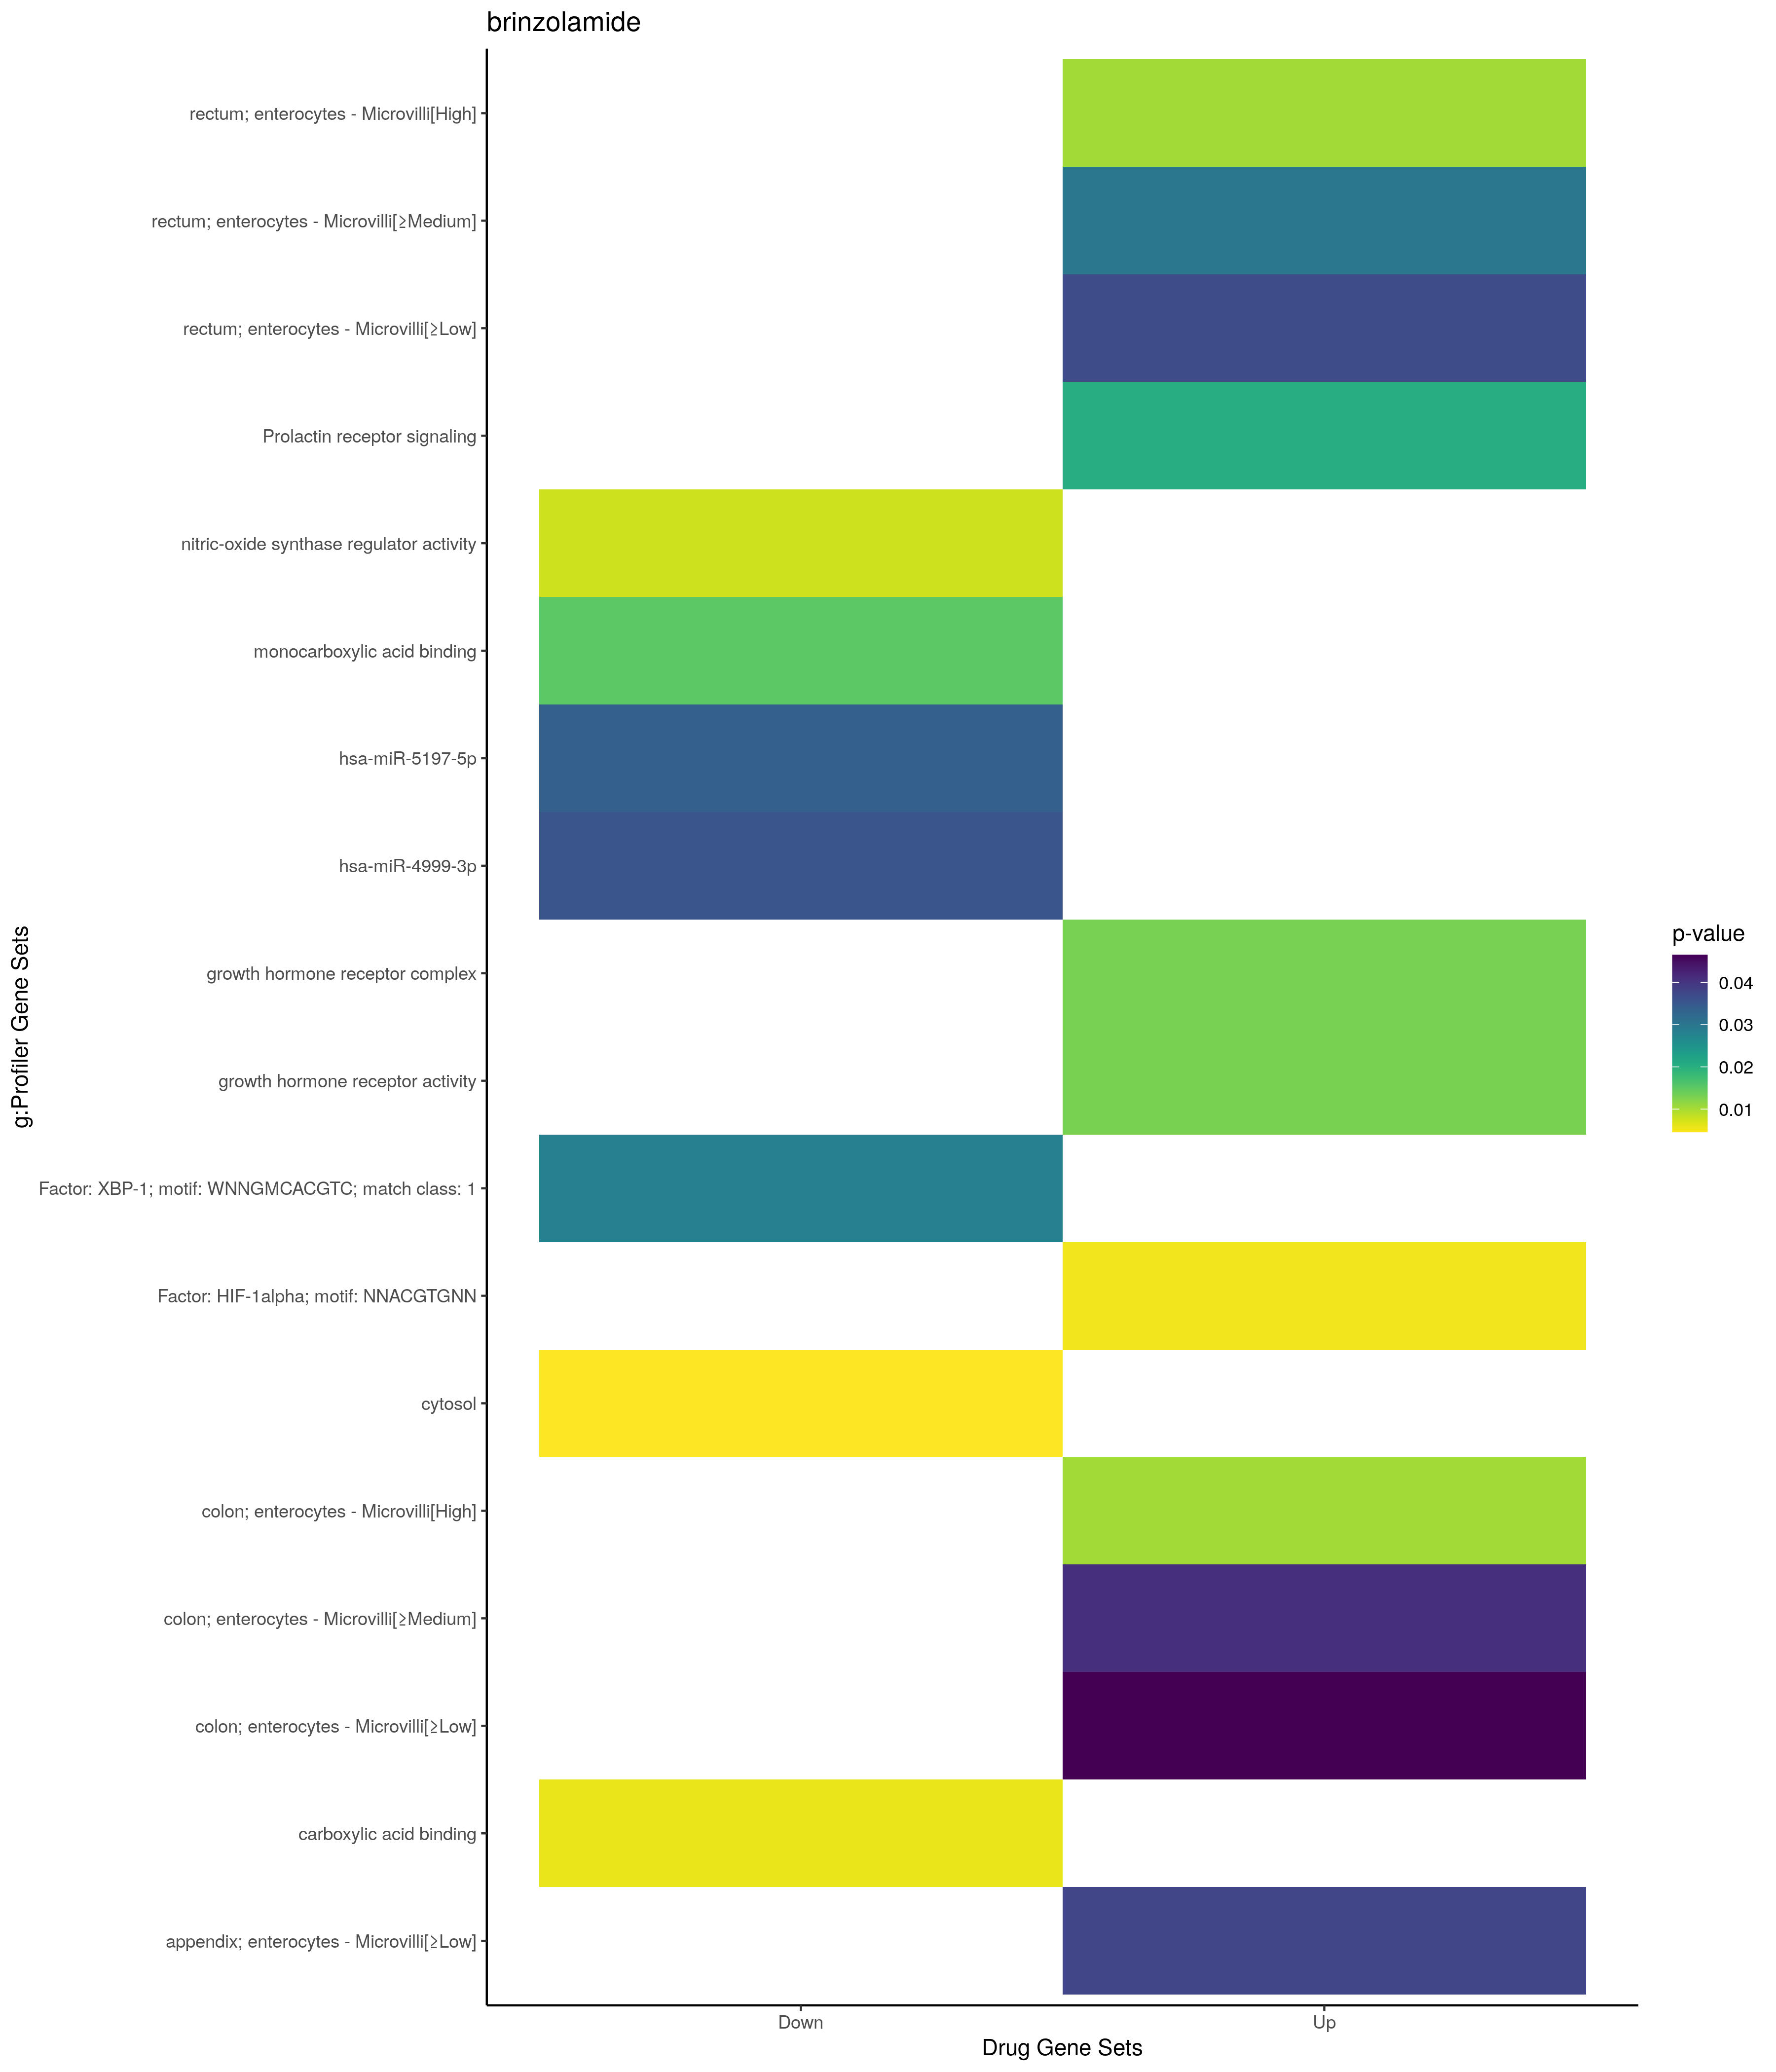 brinzolamide
rectum; enterocytes - Microvilli[High]
rectum; enterocytes - Microvilli[≥Medium]
rectum; enterocytes - Microvilli[≥Low]
Prolactin receptor signaling
nitric-oxide synthase regulator activity
monocarboxylic acid binding
hsa-miR-5197-5p
hsa-miR-4999-3p
growth hormone receptor complex
growth hormone receptor activity
Factor: XBP-1; motif: WNNGMCACGTC; match class: 1
Factor: HIF-1alpha; motif: NNACGTGNN
cytosol
colon; enterocytes - Microvilli[High]
colon; enterocytes - Microvilli[≥Medium]
colon; enterocytes - Microvilli[≥Low]
carboxylic acid binding
appendix; enterocytes - Microvilli[≥Low]
g:Profiler Gene Sets
Down
Up
Drug Gene Sets
p-value
0.04
0.03
0.02
0.01